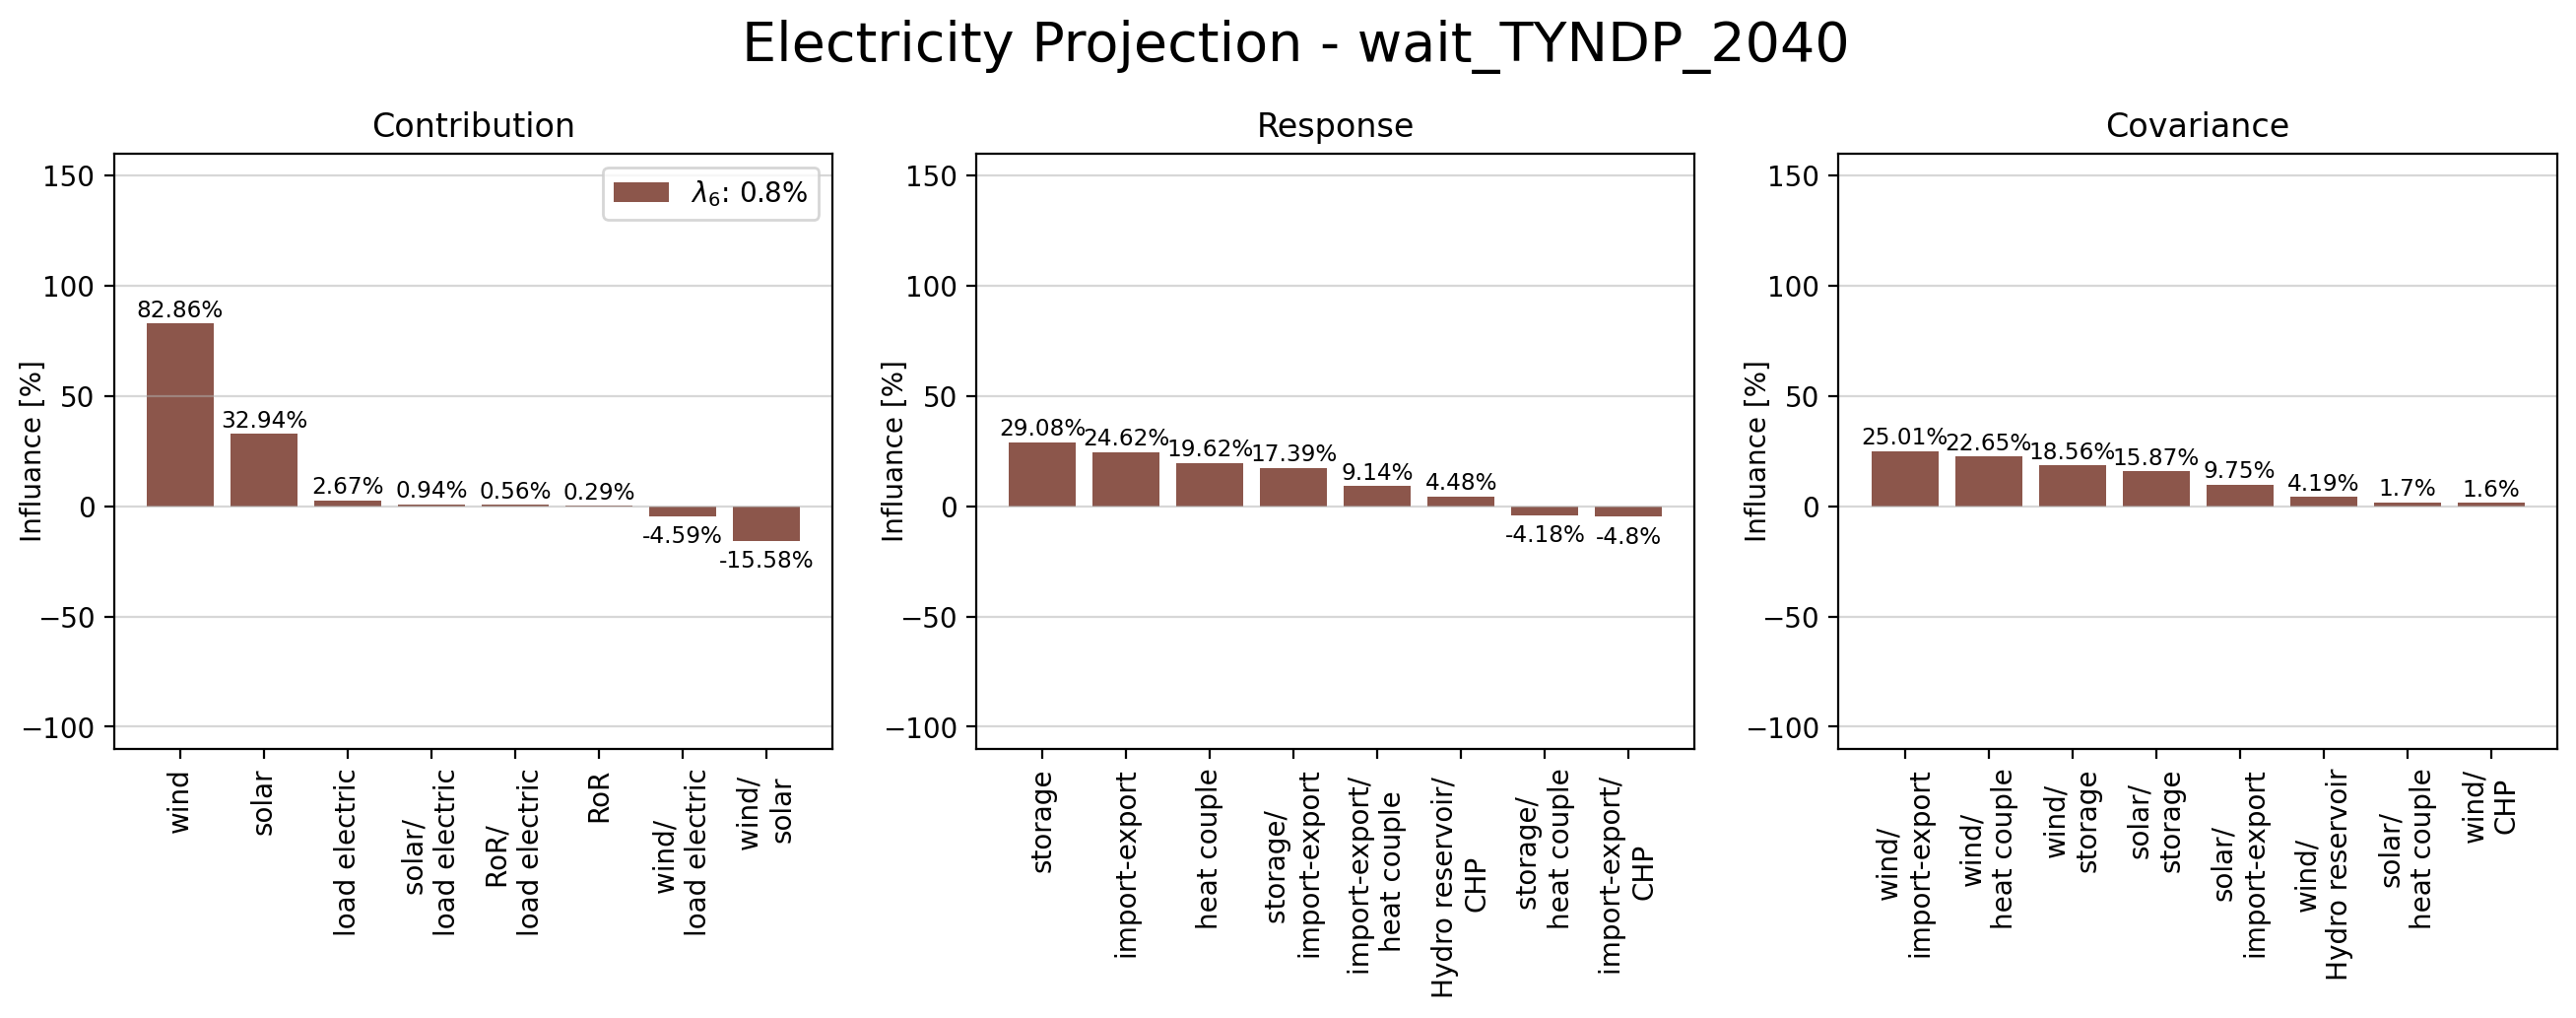 Electricity Projection - wait_TYNDP_2040
Contribution
Influance [%]
150
100
50
0
−50
−100
λ6: 0.8%
82.86%
32.94%
2.67%
0.94%
0.56%
0.29%
-4.59%
-15.58%
wind
solar
load electric
solar/
load electric
RoR/
load electric
RoR
wind/
load electric
wind/
solar
Response
Influance [%]
150
100
50
0
−50
−100
29.08%
24.62%
19.62%
17.39%
9.14%
4.48%
-4.18%
-4.8%
storage
import-export
heat couple
storage/
import-export
import-export/
heat couple
Hydro reservoir/
CHP
storage/
heat couple
import-export/
CHP
Covariance
Influance [%]
150
100
50
0
−50
−100
25.01%
22.65%
18.56%
15.87%
9.75%
4.19%
1.7%
1.6%
wind/
import-export
wind/
heat couple
wind/
storage
solar/
storage
solar/
import-export
wind/
Hydro reservoir
solar/
heat couple
wind/
CHP